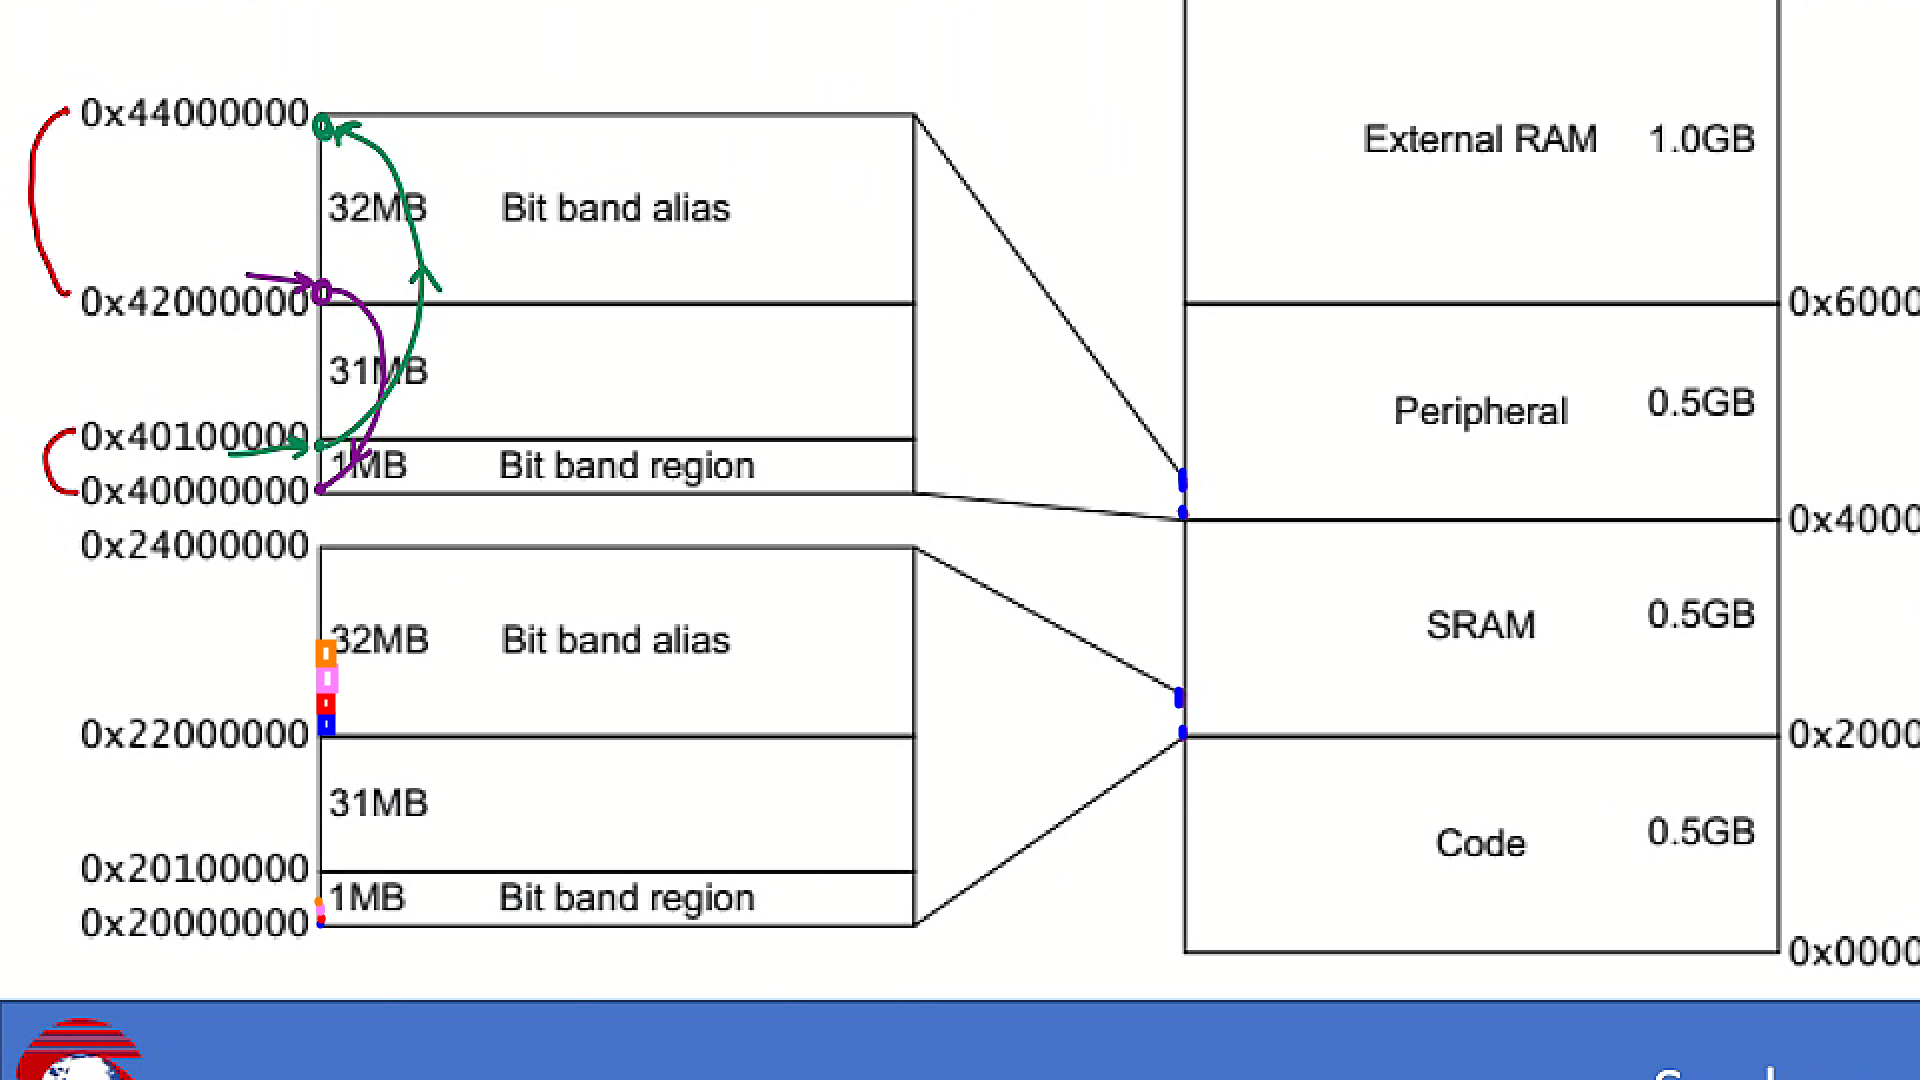 0x44000000
32MB Bit band alias
0x42000000
31MB
0x40100000
1MB Bit band region
0x40000000
0x24000000
32MB Bit band alias
0x22000000
31MB
0x20100000
1MB Bit band region
0x20000000
External RAM 1.0GB
0x6000
Peripheral 0.5GB
0x4000
SRAM 0.5GB
0x2000
Code 0.5GB
0x0000